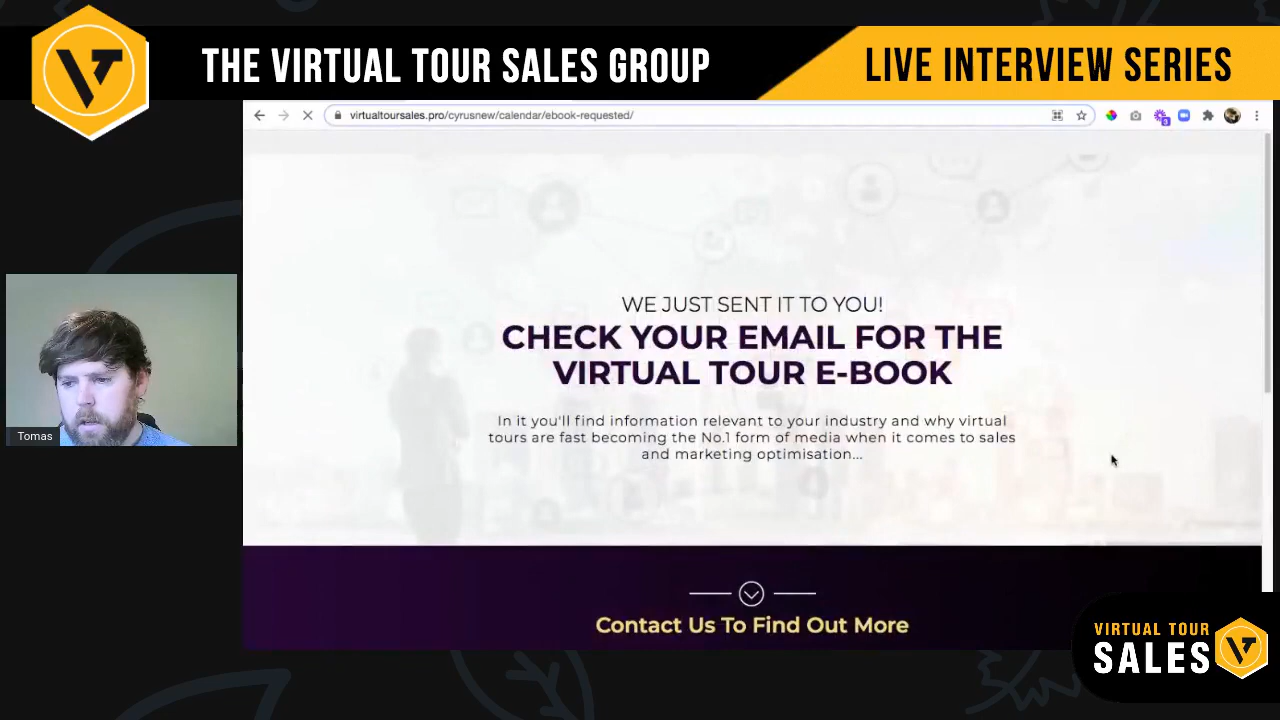 THE VIRTUAL TOUR SALES GROUP
LIVE INTERVIEW SERIES
virtualtoursales.pro/cyrusnew/calendar/ebook-requested/
3
WE JUST SENT IT TO YOU!
CHECK YOUR EMAIL FOR THE
VIRTUAL TOUR E-BOOK
In it you'll find information relevant to your industry and why virtual
tours are fast becoming the No.1 form of media when it comes to sales
and marketing optimisation...
Tomas
Contact Us To Find Out More
VIRTUAL TOUR
SALES